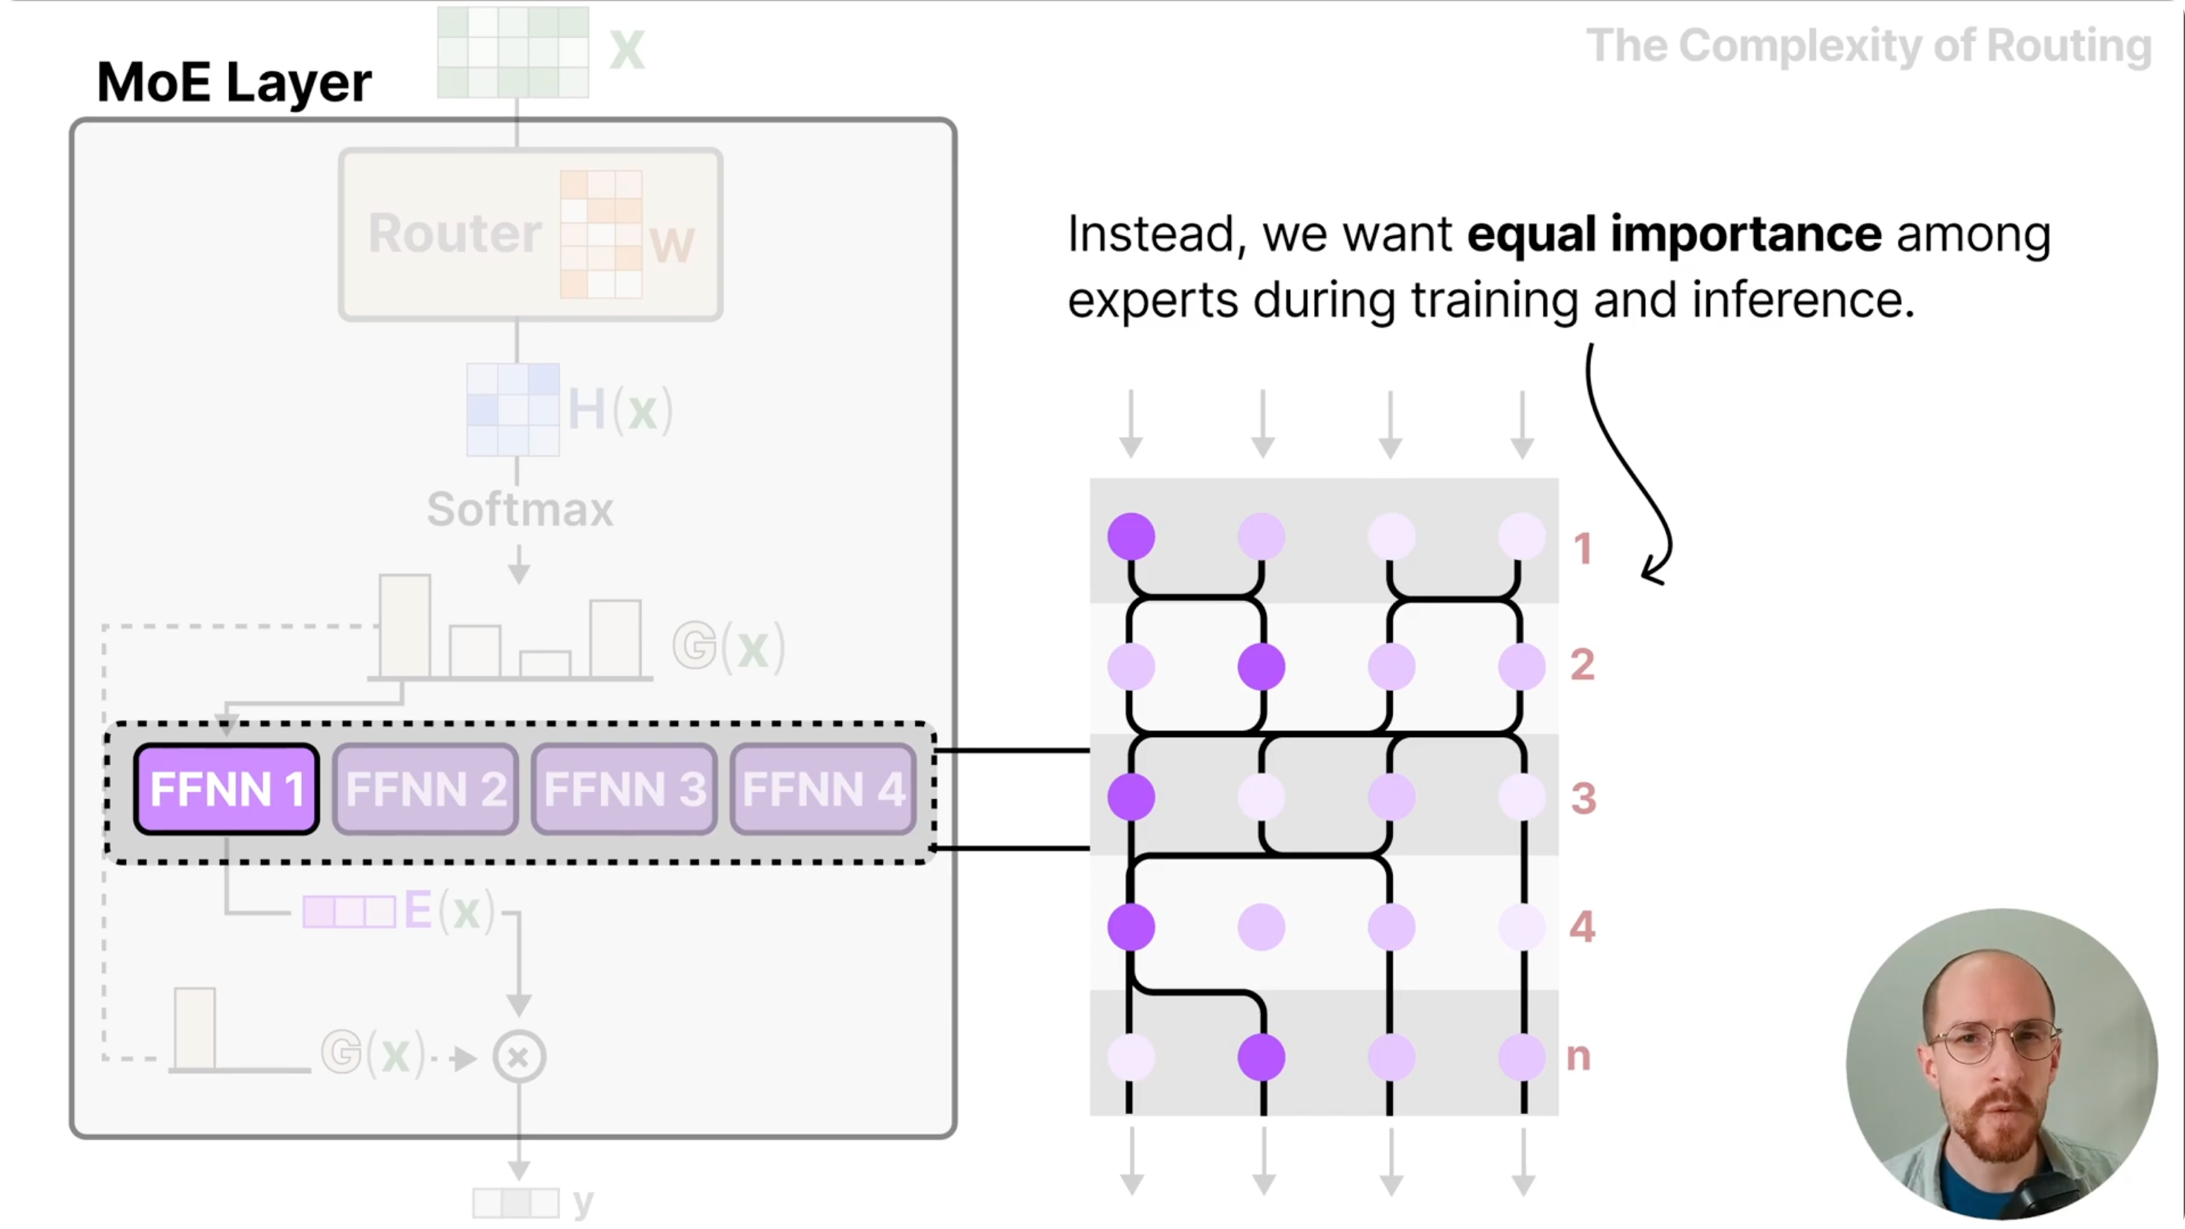 The Complexity of Routing
MoE Layer
X
Router
W
H(x)
Softmax
G(x)
FFNN 1
FFNN 2
FFNN 3
FFNN 4
E(x)
G(x)
y
Instead, we want equal importance among
experts during training and inference.
1
2
3
4
n